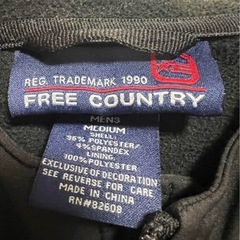 REG. TRADEMARK 1990
FREE COUNTRY
MENS
MEDIUM
SHELL:
96% POLYESTER/
4%SPANDEX
LINING:
100%POLYESTER
EXCLUSIVE OF DECORATION
SEE REVERSE FOR CARE
MADE IN CHINA
RN#82608